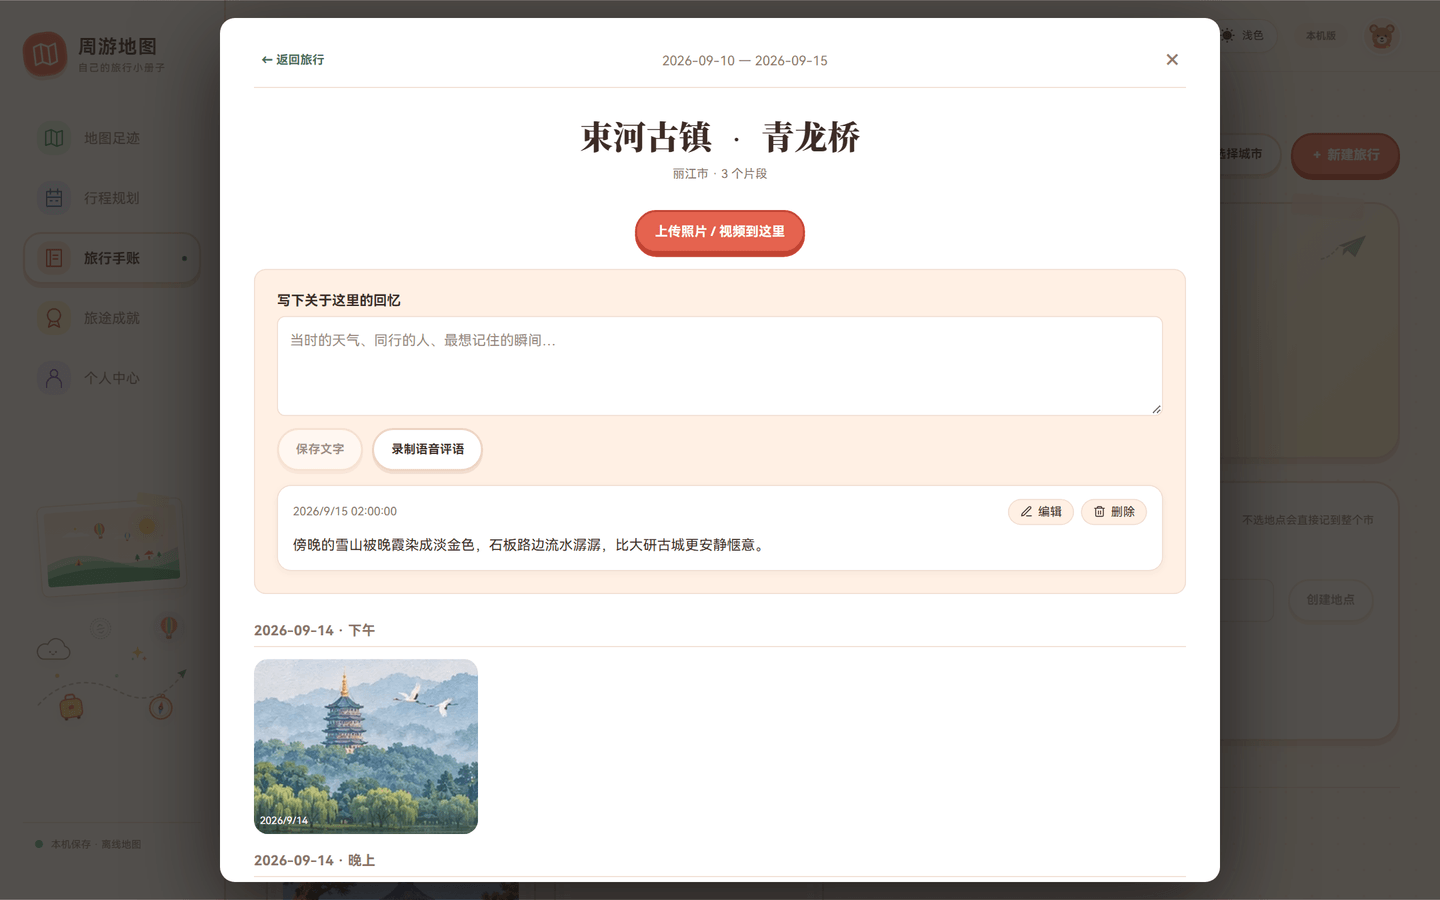 周游地图
自己的旅行小册子
地图足迹
行程规划
旅行手账
旅途成就
个人中心
本机保存 · 离线地图
浅色
本机版
选择城市
+ 新建旅行
不选地点会直接记到整个市
创建地点
← 返回旅行
2026-09-10 — 2026-09-15
束河古镇 · 青龙桥
丽江市 · 3 个片段
上传照片 / 视频到这里
写下关于这里的回忆
当时的天气、同行的人、最想记住的瞬间…
保存文字
录制语音评语
2026/9/15 02:00:00
编辑
删除
傍晚的雪山被晚霞染成淡金色，石板路边流水潺潺，比大研古城更安静惬意。
2026-09-14 · 下午
2026/9/14
2026-09-14 · 晚上